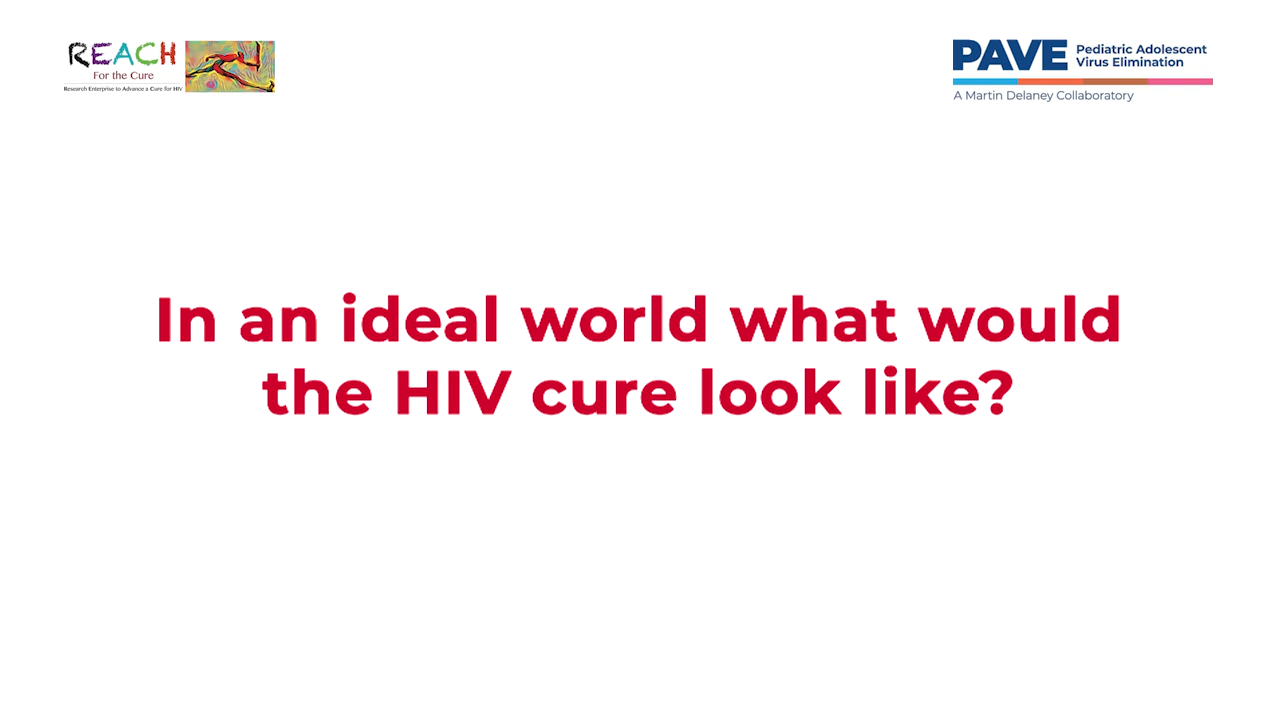 REACH
For the Cure
Research Enterprise to Advance a Cure for HIV
PAVE Pediatric Adolescent
Virus Elimination
A Martin Delaney Collaboratory
In an ideal world what would
the HIV cure look like?